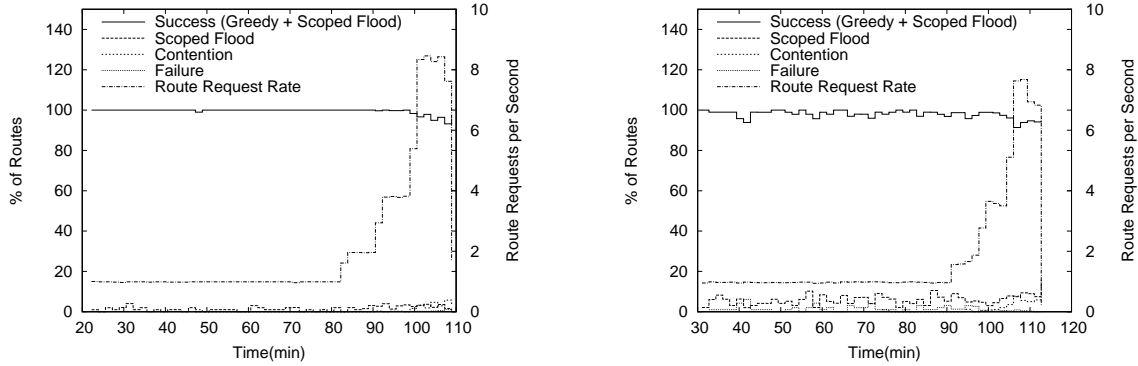 Success (Greedy + Scoped Flood)
Scoped Flood
Contention
Failure
Route Request Rate
% of Routes
0
20
40
60
80
100
120
140
Route Requests per Second
0
2
4
6
8
10
20 30 40 50 60 70 80 90 100 110
Time(min)
Success (Greedy + Scoped Flood)
Scoped Flood
Contention
Failure
Route Request Rate
% of Routes
0
20
40
60
80
100
120
140
Route Requests per Second
0
2
4
6
8
10
30 40 50 60 70 80 90 100 110 120
Time(min)